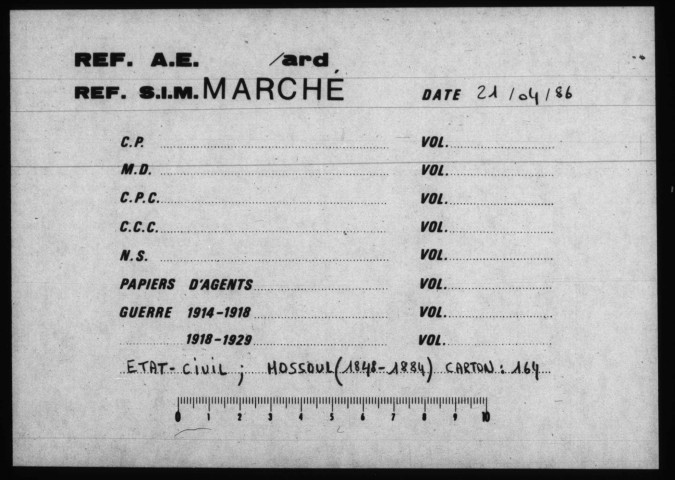 REF. A.E. /ard
REF. S.I.M. MARCHÉ DATE 21/04/86
C.P. VOL.
M.D. VOL.
C.P.C. VOL.
C.C.C. VOL.
N.S. VOL.
PAPIERS D'AGENTS VOL.
GUERRE 1914-1918 VOL.
1918-1929 VOL.
ETAT-CIVIL ; MOSSOUL (1848-1884) CARTON : 164
0 1 2 3 4 5 6 7 8 9 10